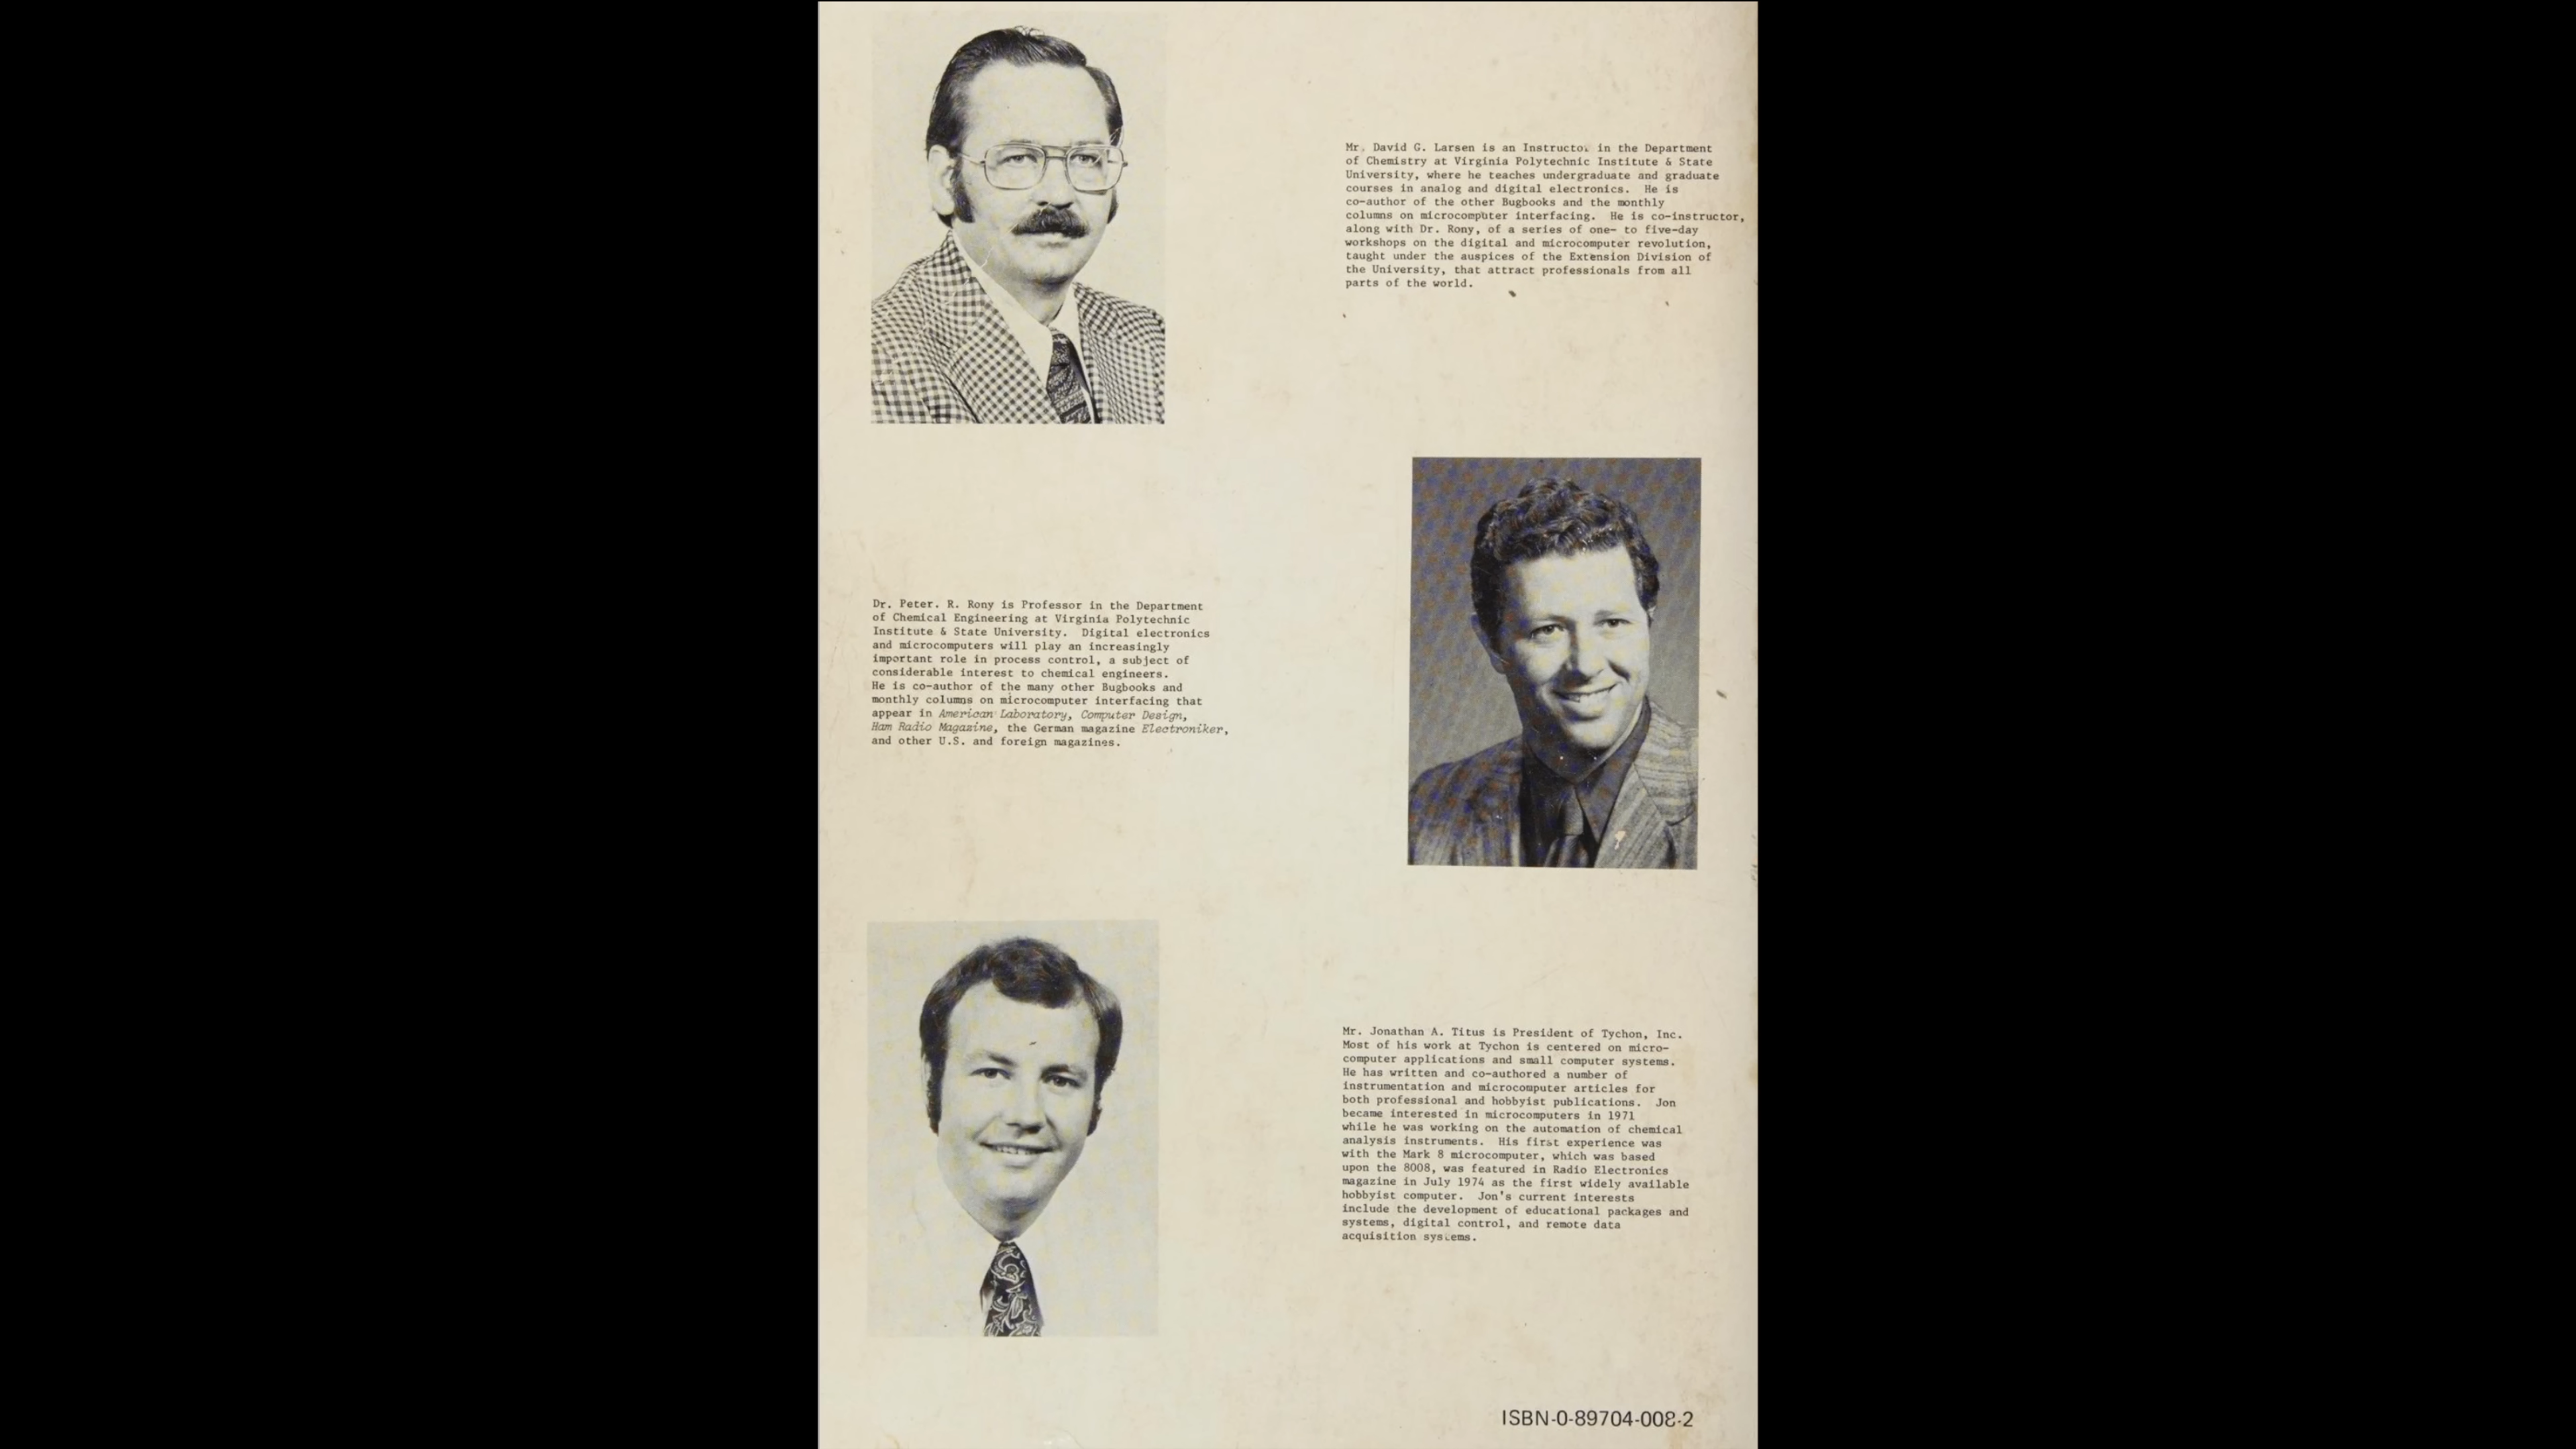 Mr. David G. Larsen is an Instructor in the Department
of Chemistry at Virginia Polytechnic Institute & State
University, where he teaches undergraduate and graduate
courses in analog and digital electronics. He is
co-author of the other Bugbooks and the monthly
columns on microcomputer interfacing. He is co-instructor,
along with Dr. Rony, of a series of one- to five-day
workshops on the digital and microcomputer revolution,
taught under the auspices of the Extension Division of
the University, that attract professionals from all
parts of the world.
Dr. Peter. R. Rony is Professor in the Department
of Chemical Engineering at Virginia Polytechnic
Institute & State University. Digital electronics
and microcomputers will play an increasingly
important role in process control, a subject of
considerable interest to chemical engineers.
He is co-author of the many other Bugbooks and
monthly columns on microcomputer interfacing that
appear in American Laboratory, Computer Design,
Ham Radio Magazine, the German magazine Electroniker,
and other U.S. and foreign magazines.
Mr. Jonathan A. Titus is President of Tychon, Inc.
Most of his work at Tychon is centered on micro-
computer applications and small computer systems.
He has written and co-authored a number of
instrumentation and microcomputer articles for
both professional and hobbyist publications. Jon
became interested in microcomputers in 1971
while he was working on the automation of chemical
analysis instruments. His first experience was
with the Mark 8 microcomputer, which was based
upon the 8008, was featured in Radio Electronics
magazine in July 1974 as the first widely available
hobbyist computer. Jon's current interests
include the development of educational packages and
systems, digital control, and remote data
acquisition systems.
ISBN-0-89704-008-2